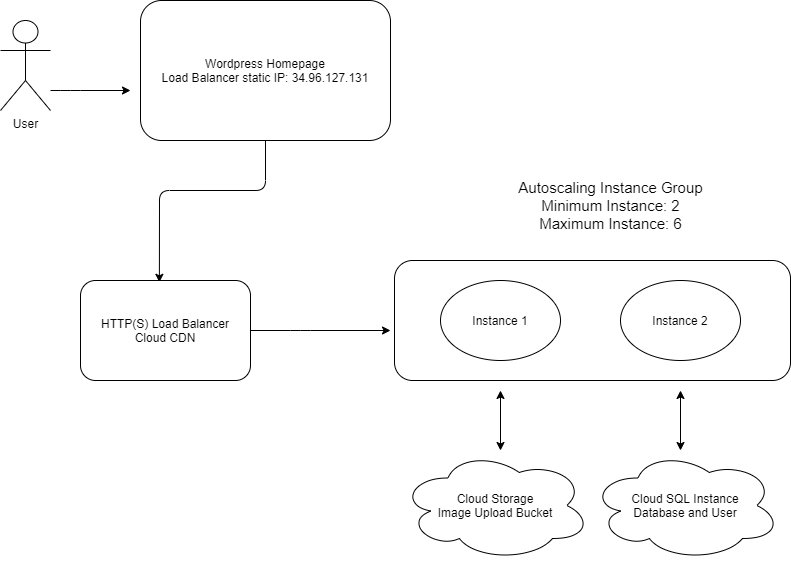 Wordpress Homepage
Load Balancer static IP: 34.96.127.131
User
Autoscaling Instance Group
Minimum Instance: 2
Maximum Instance: 6
HTTP(S) Load Balancer
Cloud CDN
Instance 1
Instance 2
Cloud Storage
Image Upload Bucket
Cloud SQL Instance
Database and User